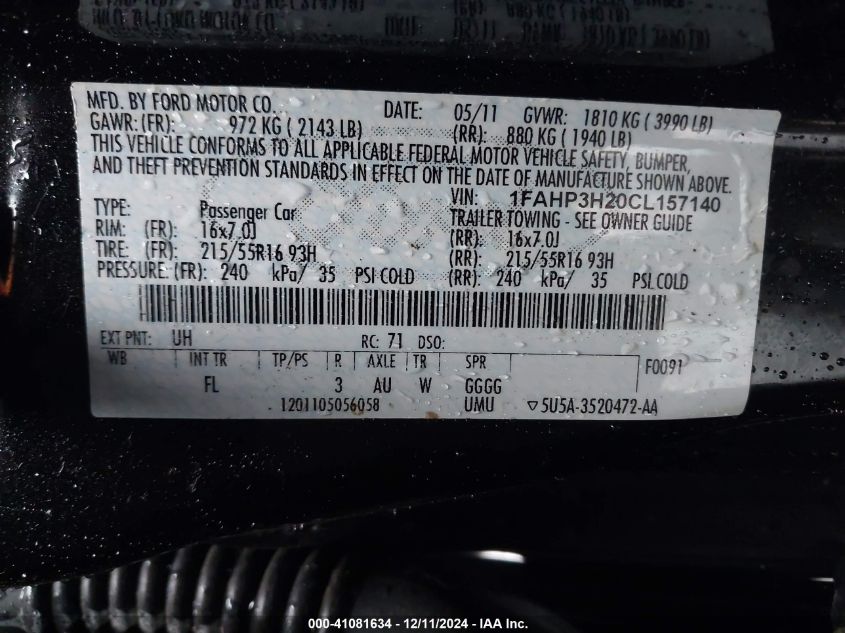 MFD. BY FORD MOTOR CO. DATE: 05/11 GVWR: 1810 KG ( 3990 LB)
GAWR: (FR): 972 KG ( 2143 LB) (RR): 880 KG ( 1940 LB)
THIS VEHICLE CONFORMS TO ALL APPLICABLE FEDERAL MOTOR VEHICLE SAFETY, BUMPER,
AND THEFT PREVENTION STANDARDS IN EFFECT ON THE DATE OF MANUFACTURE SHOWN ABOVE.
VIN: 1FAHP3H20CL157140
TYPE: Passenger Car TRAILER TOWING - SEE OWNER GUIDE
RIM: (FR): 16x7.0J (RR): 16x7.0J
TIRE: (FR): 215/55R16 93H (RR): 215/55R16 93H
PRESSURE: (FR): 240 kPa/ 35 PSI COLD (RR): 240 kPa/ 35 PSI COLD
EXT PNT: UH RC: 71 DSO:
WB INT TR TP/PS R AXLE TR SPR F0091
FL 3 AU W GGGG
1201105056058 UMU ▽5U5A-3520472-AA
000-41081634 - 12/11/2024 - IAA Inc.